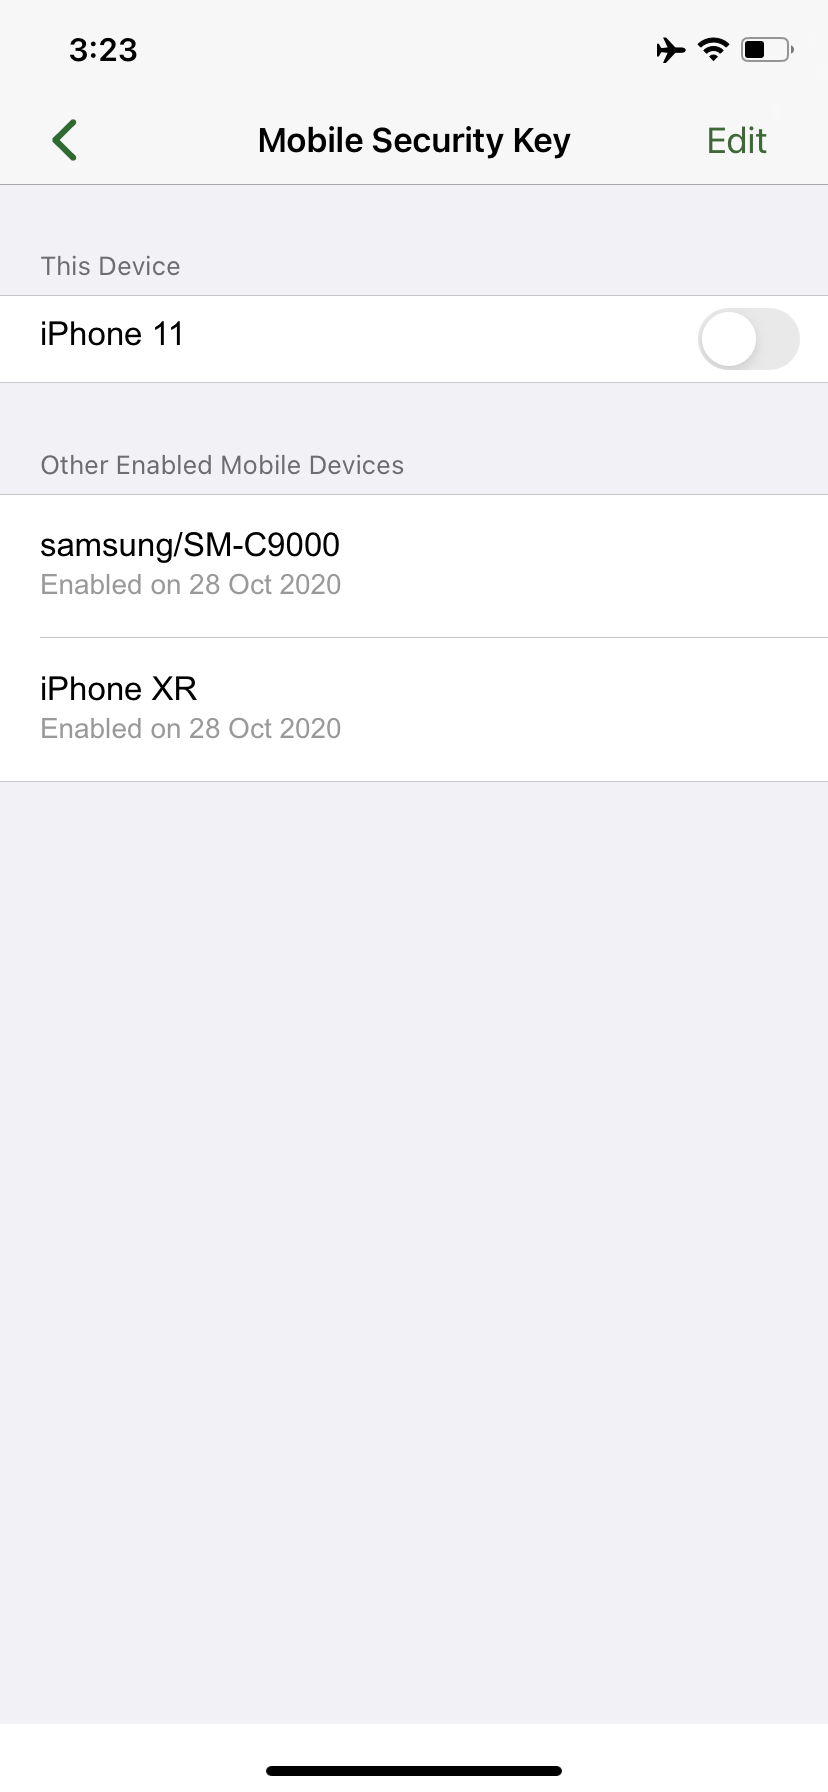 3:23
Mobile Security Key
Edit
This Device
iPhone 11
Other Enabled Mobile Devices
samsung/SM-C9000
Enabled on 28 Oct 2020
iPhone XR
Enabled on 28 Oct 2020